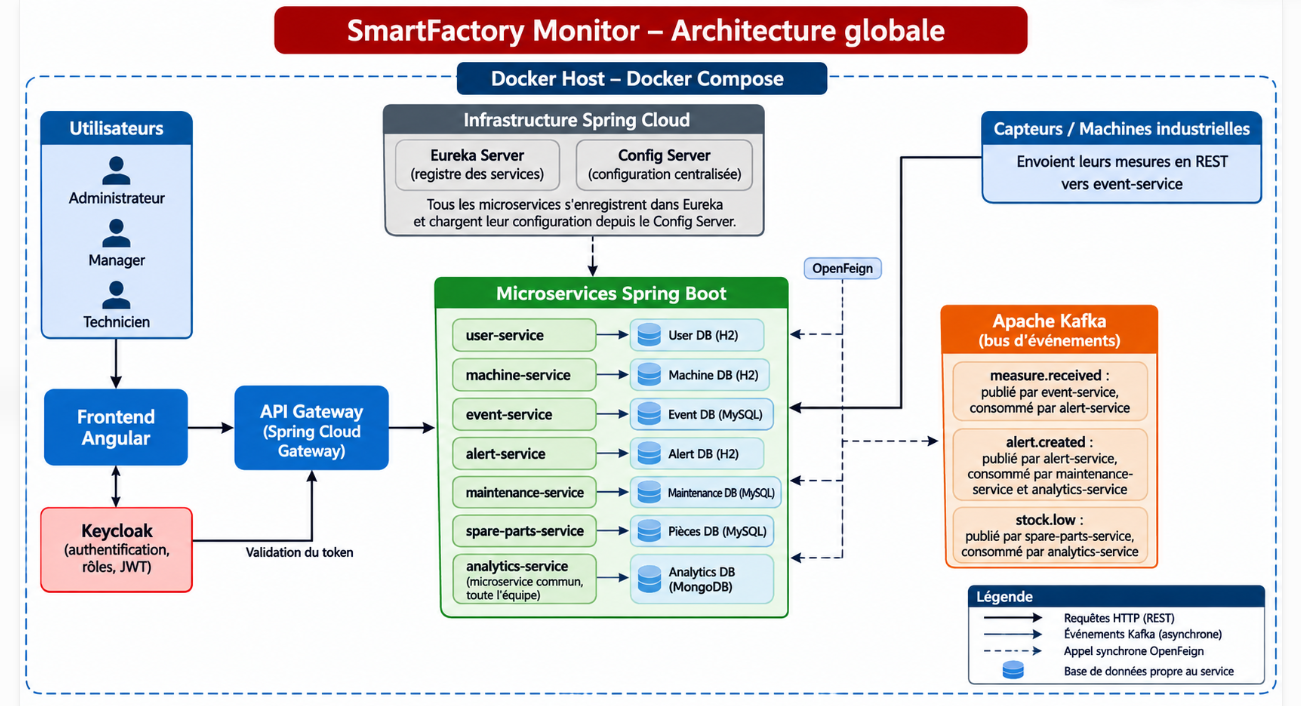 SmartFactory Monitor – Architecture globale
Docker Host – Docker Compose
Utilisateurs
Administrateur
Manager
Technicien
Infrastructure Spring Cloud
Eureka Server
(registre des services)
Config Server
(configuration centralisée)
Tous les microservices s'enregistrent dans Eureka
et chargent leur configuration depuis le Config Server.
Capteurs / Machines industrielles
Envoient leurs mesures en REST
vers event-service
OpenFeign
Frontend
Angular
API Gateway
(Spring Cloud
Gateway)
Keycloak
(authentification,
rôles, JWT)
Validation du token
Microservices Spring Boot
user-service
User DB (H2)
machine-service
Machine DB (H2)
event-service
Event DB (MySQL)
alert-service
Alert DB (H2)
maintenance-service
Maintenance DB (MySQL)
spare-parts-service
Pièces DB (MySQL)
analytics-service
(microservice commun,
toute l'équipe)
Analytics DB
(MongoDB)
Apache Kafka
(bus d'événements)
measure.received :
publié par event-service,
consommé par alert-service
alert.created :
publié par alert-service,
consommé par maintenance-
service et analytics-service
stock.low :
publié par spare-parts-service,
consommé par analytics-service
Légende
Requêtes HTTP (REST)
Événements Kafka (asynchrone)
Appel synchrone OpenFeign
Base de données propre au service